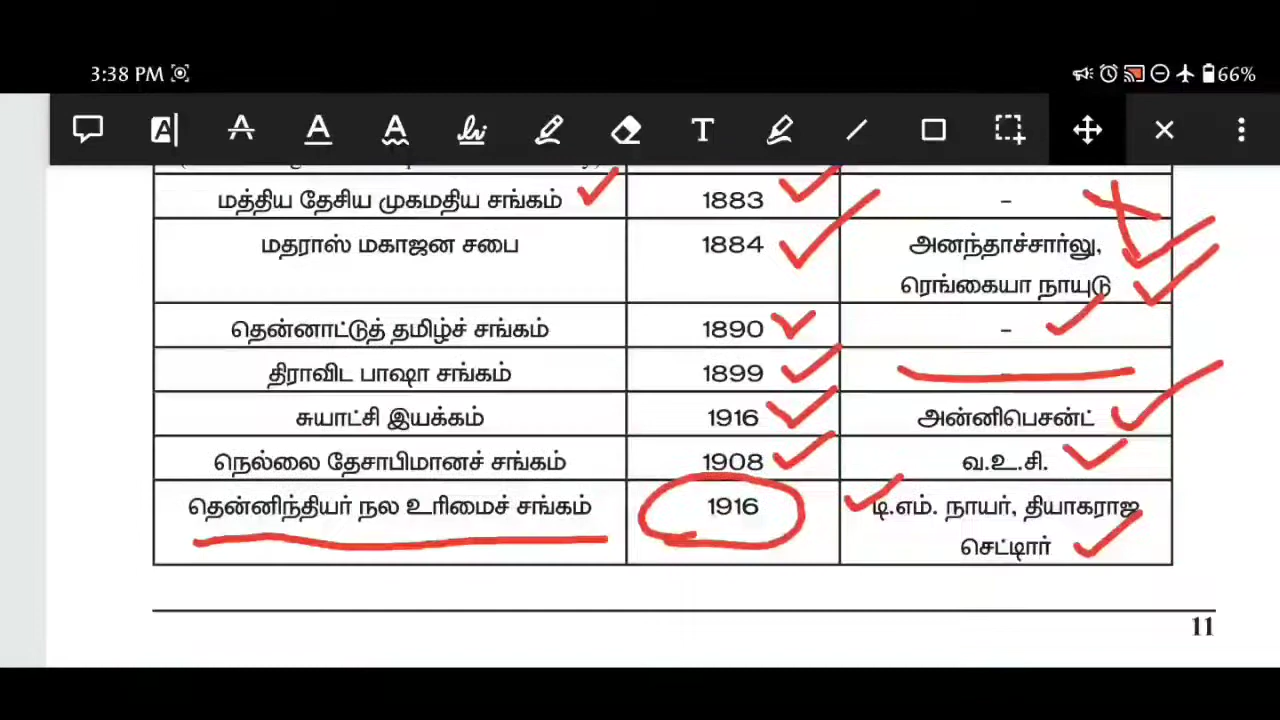 3:38 PM
66%
மத்திய தேசிய முகமதிய சங்கம் 1883 –
மதராஸ் மகாஜன சபை 1884 அனந்தாச்சார்லு,
ரெங்கையா நாயுடு
தென்னாட்டுத் தமிழ்ச் சங்கம் 1890 –
திராவிட பாஷா சங்கம் 1899 –
சுயாட்சி இயக்கம் 1916 அன்னிபெசன்ட்
நெல்லை தேசாபிமானச் சங்கம் 1908 வ.உ.சி.
தென்னிந்தியர் நல உரிமைச் சங்கம் 1916 டி.எம். நாயர், தியாகராஜ
செட்டியார்
11